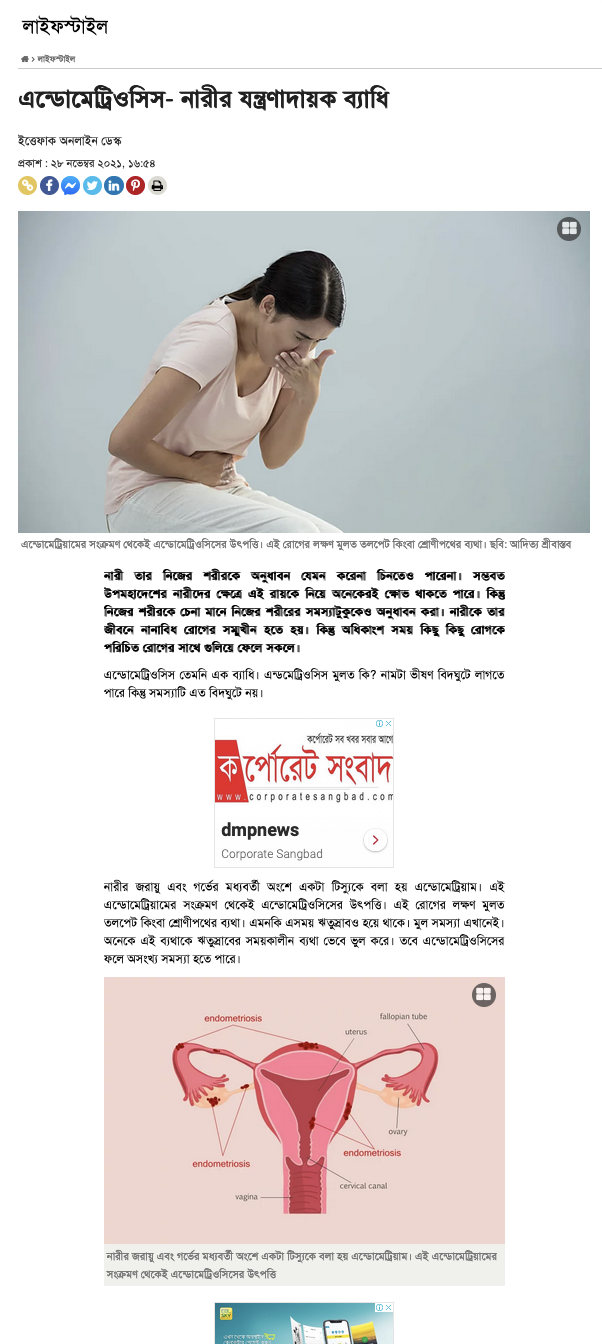 লাইফস্টাইল
› লাইফস্টাইল
এন্ডোমেট্রিওসিস- নারীর যন্ত্রণাদায়ক ব্যাধি
ইত্তেফাক অনলাইন ডেস্ক
প্রকাশ : ২৮ নভেম্বর ২০২১, ১৬:৫৪
এন্ডোমেট্রিয়ামের সংক্রমণ থেকেই এন্ডোমেট্রিওসিসের উৎপত্তি। এই রোগের লক্ষণ মুলত তলপেট কিংবা শ্রোণীপথের ব্যথা। ছবি: আদিত্য শ্রীবাস্তব
নারী তার নিজের শরীরকে অনুধাবন যেমন করেনা চিনতেও পারেনা। সম্ভবত
উপমহাদেশের নারীদের ক্ষেত্রে এই রায়কে নিয়ে অনেকেরই ক্ষোভ থাকতে পারে। কিন্তু
নিজের শরীরকে চেনা মানে নিজের শরীরের সমস্যাটুকুকেও অনুধাবন করা। নারীকে তার
জীবনে নানাবিধ রোগের সম্মুখীন হতে হয়। কিন্তু অধিকাংশ সময় কিছু কিছু রোগকে
পরিচিত রোগের সাথে গুলিয়ে ফেলে সকলে।
এন্ডোমেট্রিওসিস তেমনি এক ব্যাধি। এন্ডমেট্রিওসিস মুলত কি? নামটা ভীষণ বিদঘুটে লাগতে
পারে কিন্তু সমস্যাটি এত বিদঘুটে নয়।
কর্পোরেট সব খবর সবার আগে
কর্পোরেট সংবাদ
www.corporatesangbad.com
dmpnews
Corporate Sangbad
নারীর জরায়ু এবং গর্ভের মধ্যবর্তী অংশে একটা টিস্যুকে বলা হয় এন্ডোমেট্রিয়াম। এই
এন্ডোমেট্রিয়ামের সংক্রমণ থেকেই এন্ডোমেট্রিওসিসের উৎপত্তি। এই রোগের লক্ষণ মুলত
তলপেট কিংবা শ্রোণীপথের ব্যথা। এমনকি এসময় ঋতুস্রাবও হয়ে থাকে। মুল সমস্যা এখানেই।
অনেকে এই ব্যথাকে ঋতুস্রাবের সময়কালীন ব্যথা ভেবে ভুল করে। তবে এন্ডোমেট্রিওসিসের
ফলে অসংখ্য সমস্যা হতে পারে।
endometriosis
fallopian tube
uterus
ovary
endometriosis
endometriosis
cervical canal
vagina
নারীর জরায়ু এবং গর্ভের মধ্যবর্তী অংশে একটা টিস্যুকে বলা হয় এন্ডোমেট্রিয়াম। এই এন্ডোমেট্রিয়ামের
সংক্রমণ থেকেই এন্ডোমেট্রিওসিসের উৎপত্তি